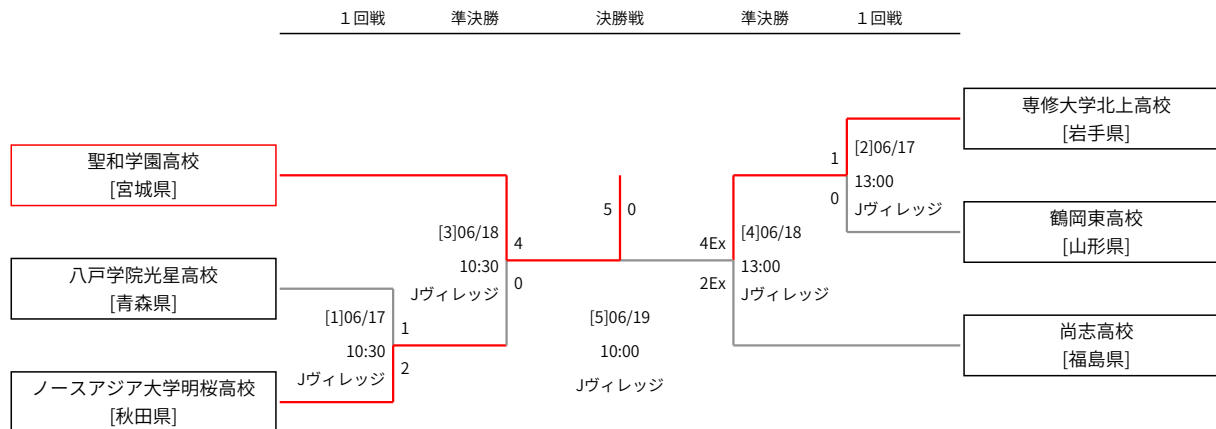 １回戦
準決勝
決勝戦
準決勝
１回戦
専修大学北上高校
[岩手県]
聖和学園高校
[宮城県]
1
[2]06/17
0
13:00
Jヴィレッジ
5
0
鶴岡東高校
[山形県]
[3]06/18
4
10:30
0
Jヴィレッジ
4Ex
[4]06/18
2Ex
13:00
Jヴィレッジ
八戸学院光星高校
[青森県]
[1]06/17
1
10:30
2
Jヴィレッジ
[5]06/19
10:00
Jヴィレッジ
尚志高校
[福島県]
ノースアジア大学明桜高校
[秋田県]